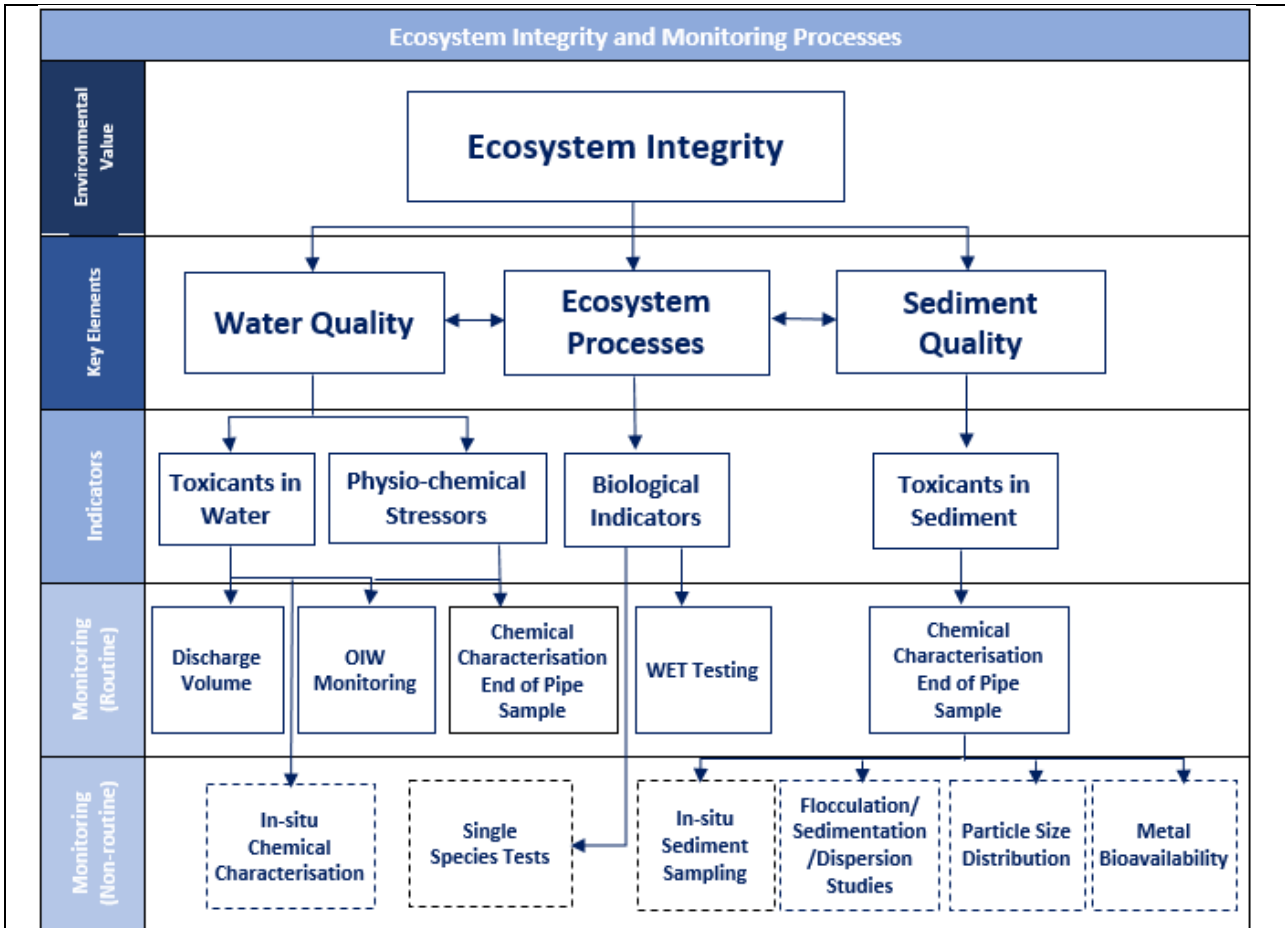 Ecosystem Integrity and Monitoring Processes
Environmental
Value
Ecosystem Integrity
Key Elements
Water Quality
Ecosystem
Processes
Sediment
Quality
Indicators
Toxicants in
Water
Physio-chemical
Stressors
Biological
Indicators
Toxicants in
Sediment
Monitoring
(Routine)
Discharge
Volume
OIW
Monitoring
Chemical
Characterisation
End of Pipe
Sample
WET Testing
Chemical
Characterisation
End of Pipe
Sample
Monitoring
(Non-routine)
In-situ
Chemical
Characterisation
Single
Species Tests
In-situ
Sediment
Sampling
Flocculation/
Sedimentation
/Dispersion
Studies
Particle Size
Distribution
Metal
Bioavailability